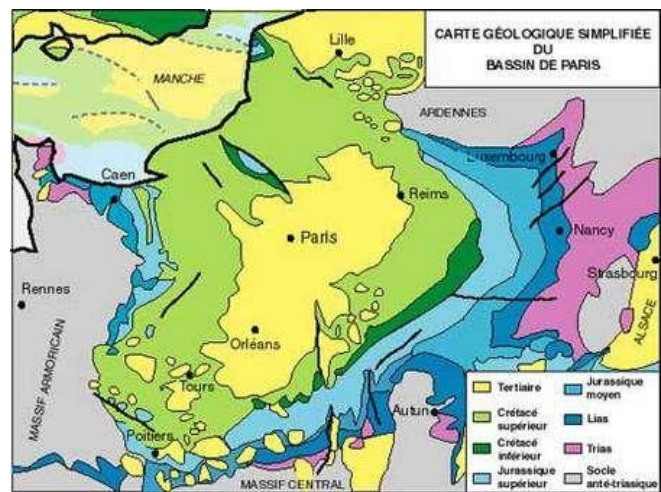 CARTE GÉOLOGIQUE SIMPLIFIÉE
DU
BASSIN DE PARIS
Lille
MANCHE
ARDENNES
Luxembourg
Caen
Reims
Paris
Nancy
Strasbourg
Rennes
ALSACE
MASSIF ARMORICAIN
Orléans
Tours
Autun
Poitiers
MASSIF CENTRAL
Tertiaire
Crétacé
supérieur
Crétacé
inférieur
Jurassique
supérieur
Jurassique
moyen
Lias
Trias
Socle
anté-triasique